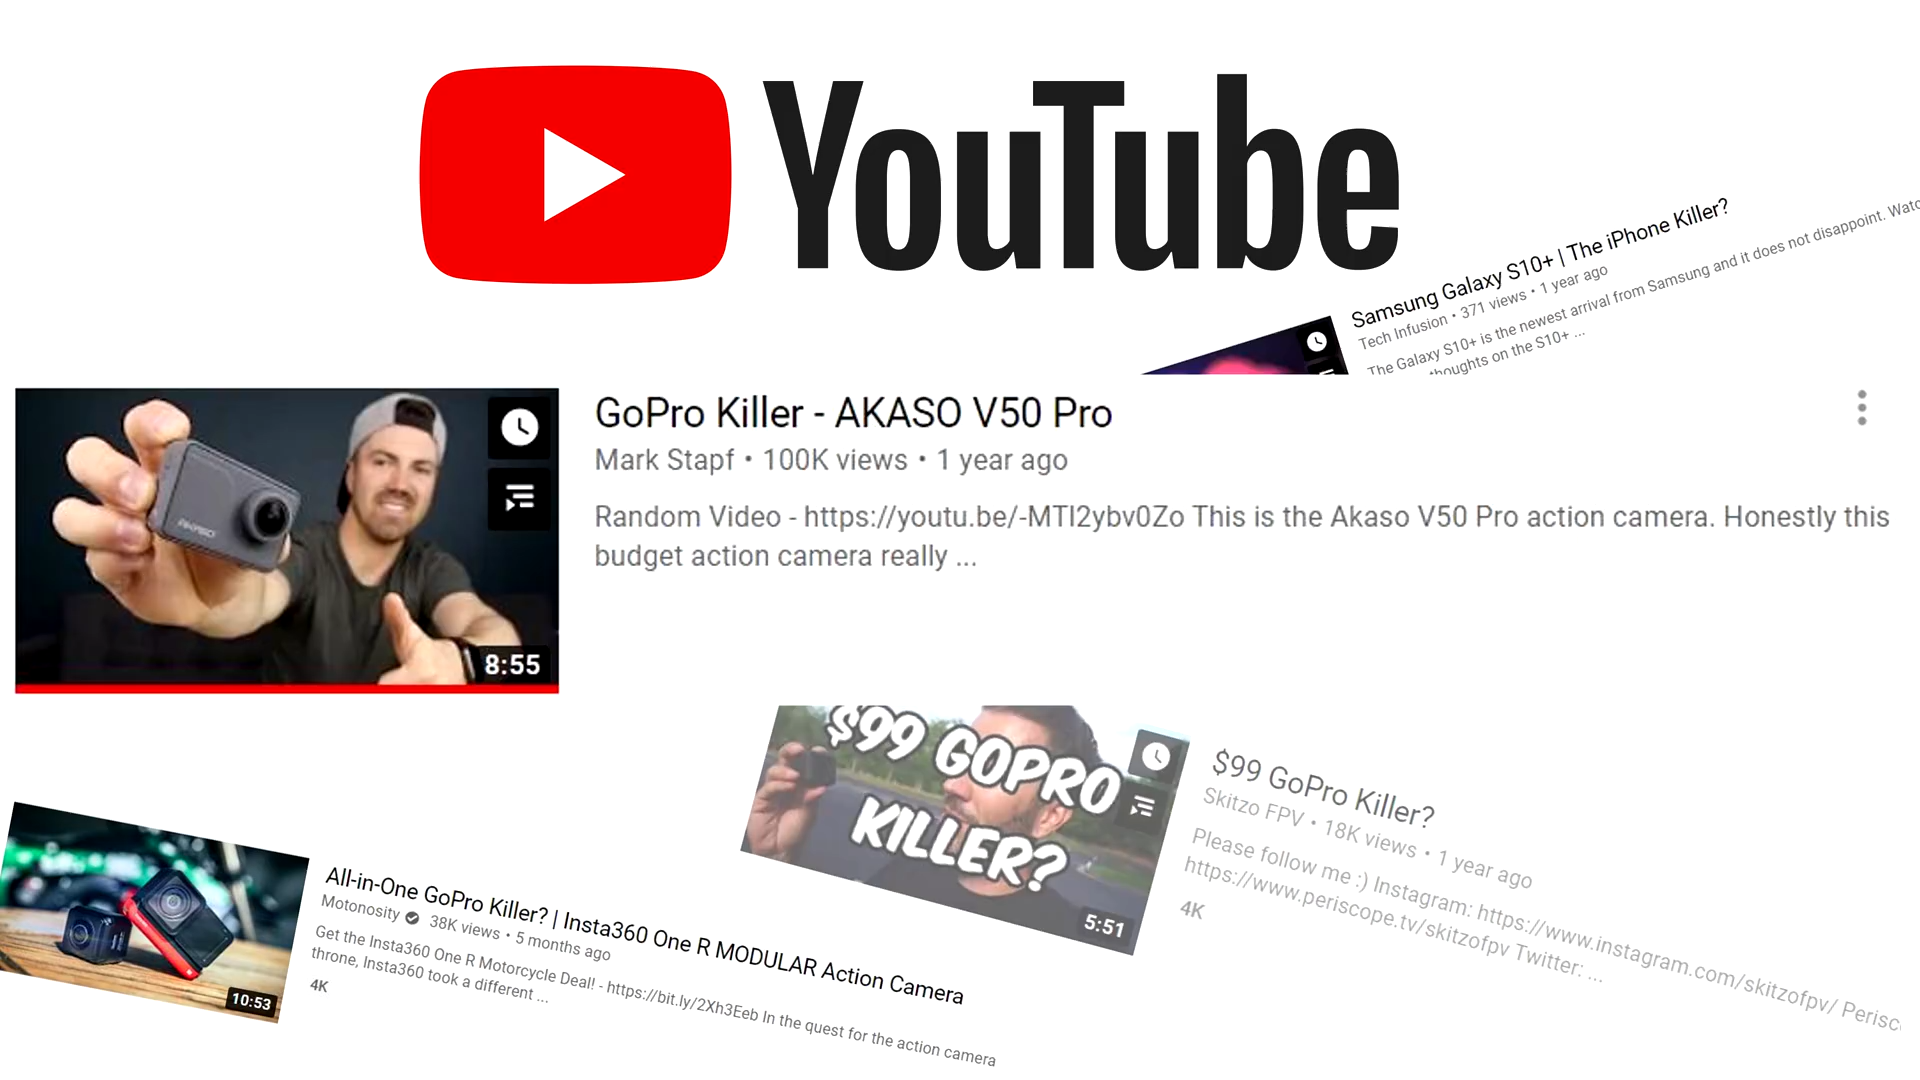 YouTube
Samsung Galaxy S10+ | The iPhone Killer?
Tech Infusion • 371 views • 1 year ago
The Galaxy S10+ is the newest arrival from Samsung and it does not disappoint.
thoughts on the S10+ ...
GoPro Killer - AKASO V50 Pro
Mark Stapf • 100K views • 1 year ago
Random Video - https://youtu.be/-MTI2ybv0Zo This is the Akaso V50 Pro action camera. Honestly this
budget action camera really ...
AKASO
8:55
$99 GOPRO
KILLER?
5:51
$99 GoPro Killer?
Skitzo FPV • 18K views • 1 year ago
Please follow me :) Instagram: https://www.instagram.com/skitzofpv/
https://www.periscope.tv/skitzofpv Twitter: ...
4K
10:53
All-in-One GoPro Killer? | Insta360 One R MODULAR Action Camera
Motonosity 38K views • 5 months ago
Get the Insta360 One R Motorcycle Deal! - https://bit.ly/2Xh3Eeb In the quest for the action camera
throne, Insta360 took a different ...
4K